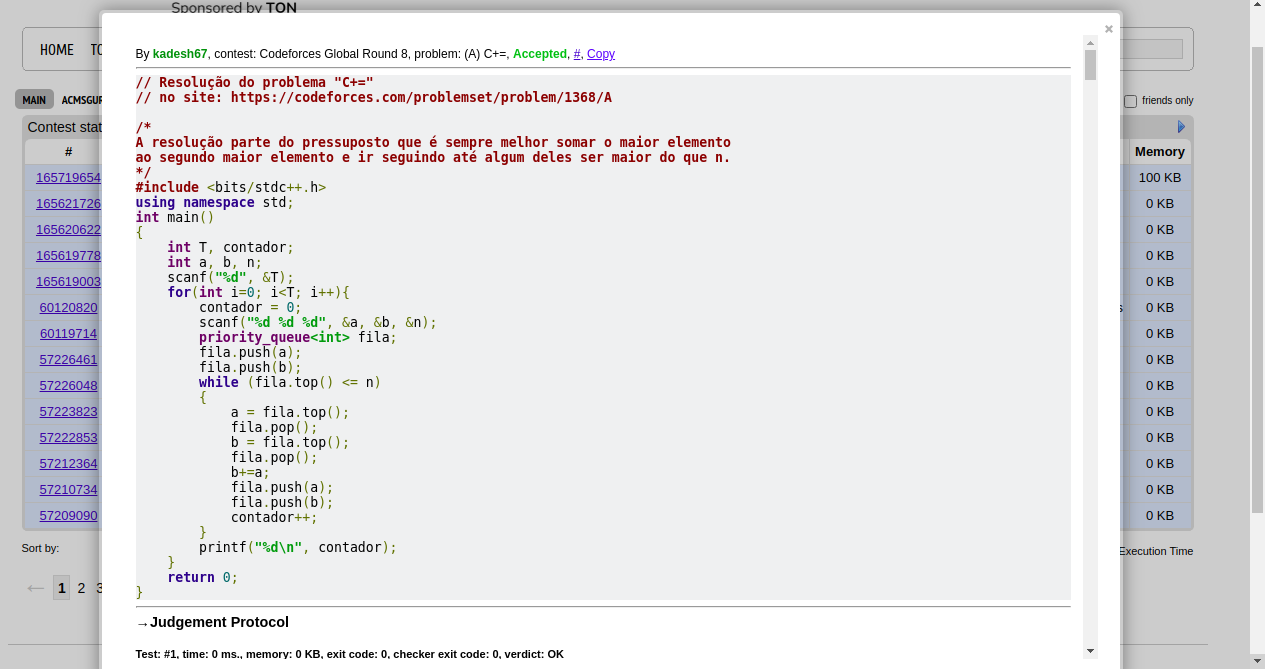 Sponsored by TON
HOME TO
MAIN ACMSGUR
friends only
Contest stat
# Memory
165719654 100 KB
165621726 0 KB
165620622 0 KB
165619778 0 KB
165619003 0 KB
60120820 s 0 KB
60119714 0 KB
57226461 0 KB
57226048 0 KB
57223823 0 KB
57222853 0 KB
57212364 0 KB
57210734 0 KB
57209090 0 KB
Sort by: Execution Time
← 1 2 3
×
By kadesh67, contest: Codeforces Global Round 8, problem: (A) C+=, Accepted, #, Copy
// Resolução do problema "C+="
// no site: https://codeforces.com/problemset/problem/1368/A
/*
A resolução parte do pressuposto que é sempre melhor somar o maior elemento
ao segundo maior elemento e ir seguindo até algum deles ser maior do que n.
*/
#include <bits/stdc++.h>
using namespace std;
int main()
{
    int T, contador;
    int a, b, n;
    scanf("%d", &T);
    for(int i=0; i<T; i++){
        contador = 0;
        scanf("%d %d %d", &a, &b, &n);
        priority_queue<int> fila;
        fila.push(a);
        fila.push(b);
        while (fila.top() <= n)
        {
            a = fila.top();
            fila.pop();
            b = fila.top();
            fila.pop();
            b+=a;
            fila.push(a);
            fila.push(b);
            contador++;
        }
        printf("%d\n", contador);
    }
    return 0;
}
→Judgement Protocol
Test: #1, time: 0 ms., memory: 0 KB, exit code: 0, checker exit code: 0, verdict: OK